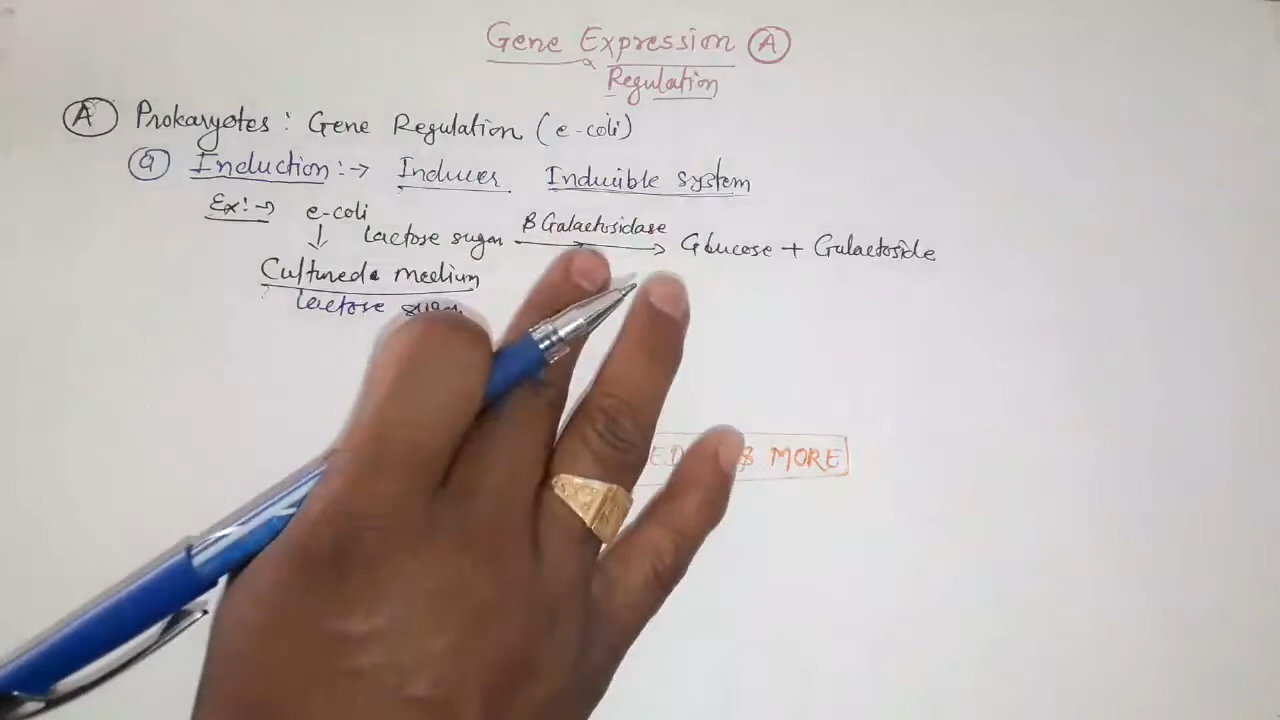 Gene Expression A
Regulation
A Prokaryotes : Gene Regulation (e-coli)
a Induction :→ Inducer Inducible system
Ex:→ e-coli
↓ Lactose sugar β Galactosidase → Glucose + Galactoside
Cultured medium
Lactose sugar
MORE